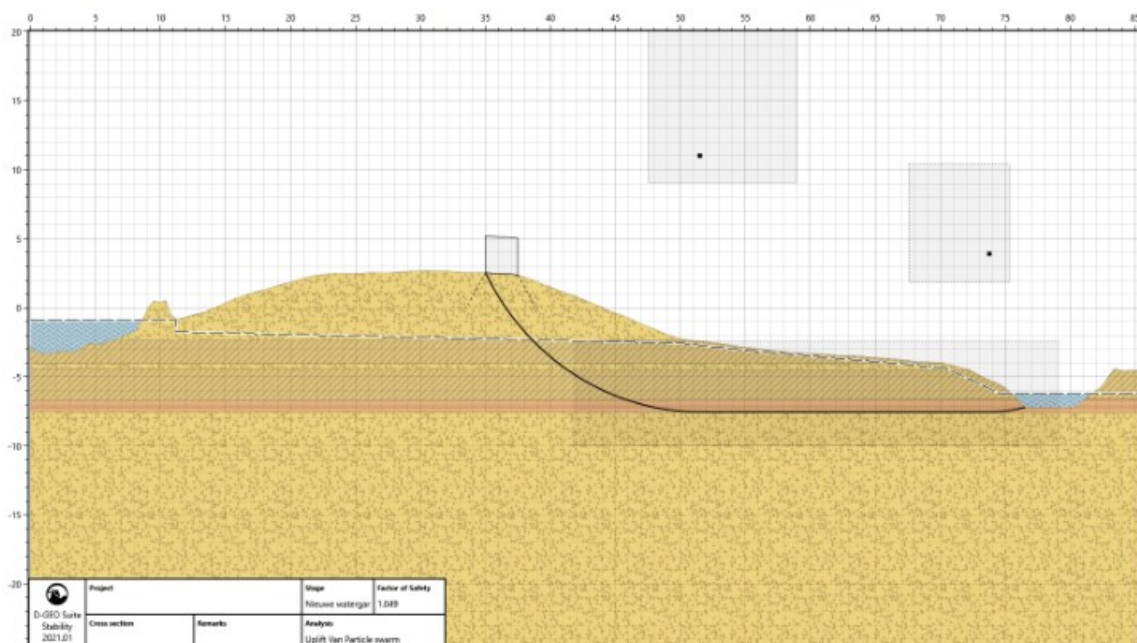 0 5 10 15 20 25 30 35 40 45 50 55 60 65 70 75 80 85
20
15
10
5
0
-5
-10
-15
-20
D-GEO Suite
Stability
2021.01
Project
Stage
Nieuwe watergar
Factor of Safety
1.049
Cross section
Remarks
Analysis
Uplift Van Particle swarm